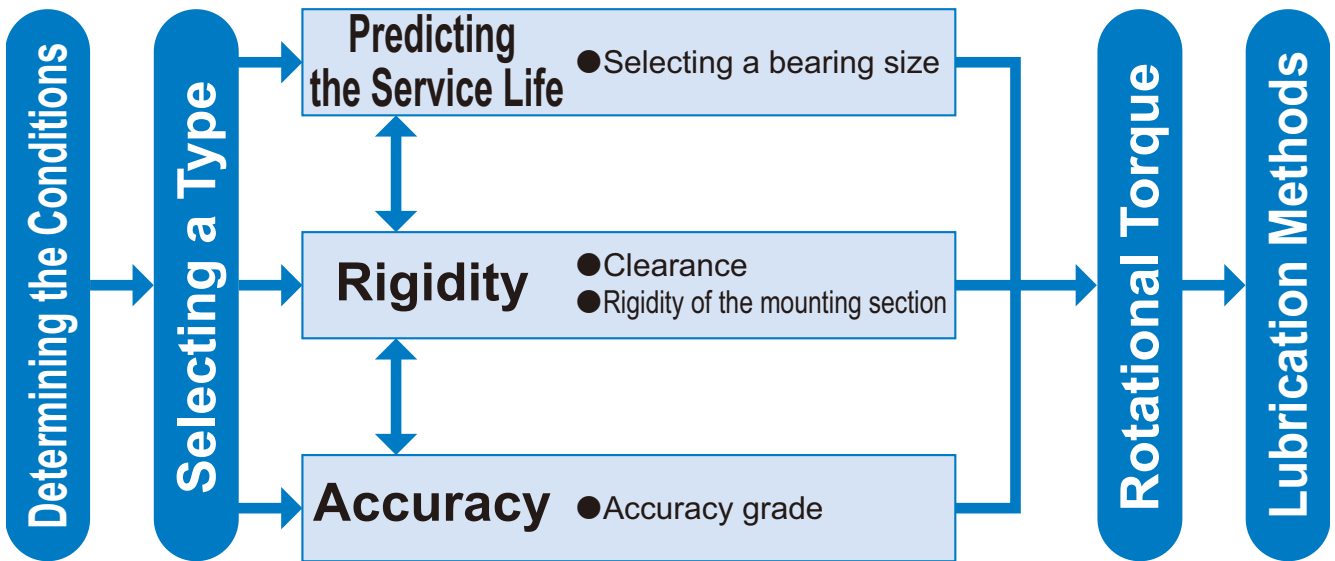 Determining the Conditions
Selecting a Type
Predicting
the Service Life
●Selecting a bearing size
Rigidity
●Clearance
●Rigidity of the mounting section
Accuracy
●Accuracy grade
Rotational Torque
Lubrication Methods